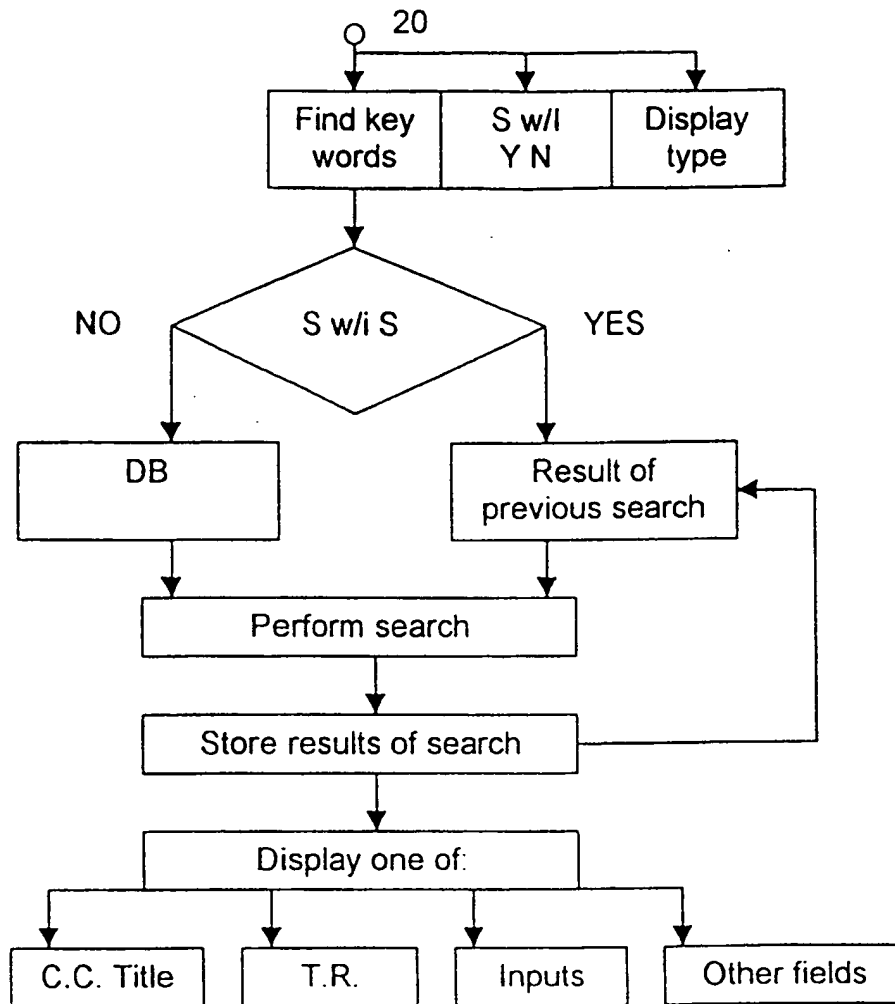 20
Find key
words
S w/I
Y N
Display
type
NO
S w/i S
YES
DB
Result of
previous search
Perform search
Store results of search
Display one of:
C.C. Title
T.R.
Inputs
Other fields